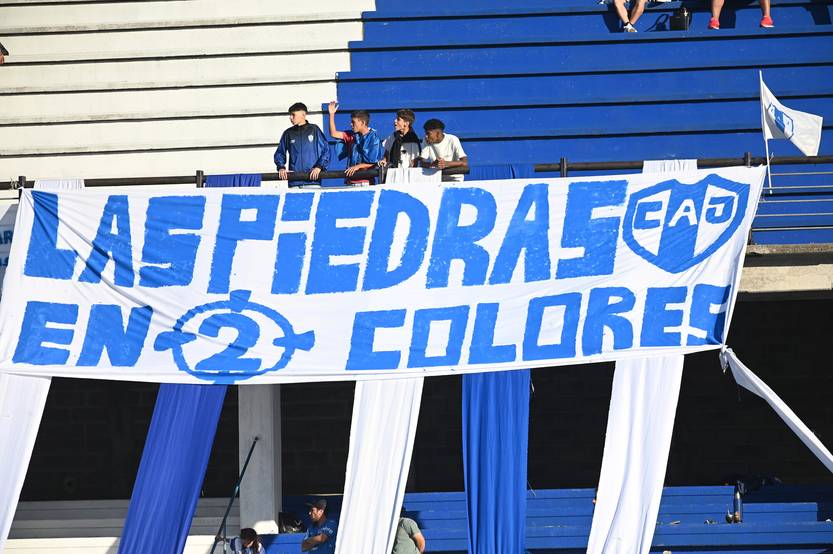 LAS PIEDRAS
CAJ
EN 2 COLORES